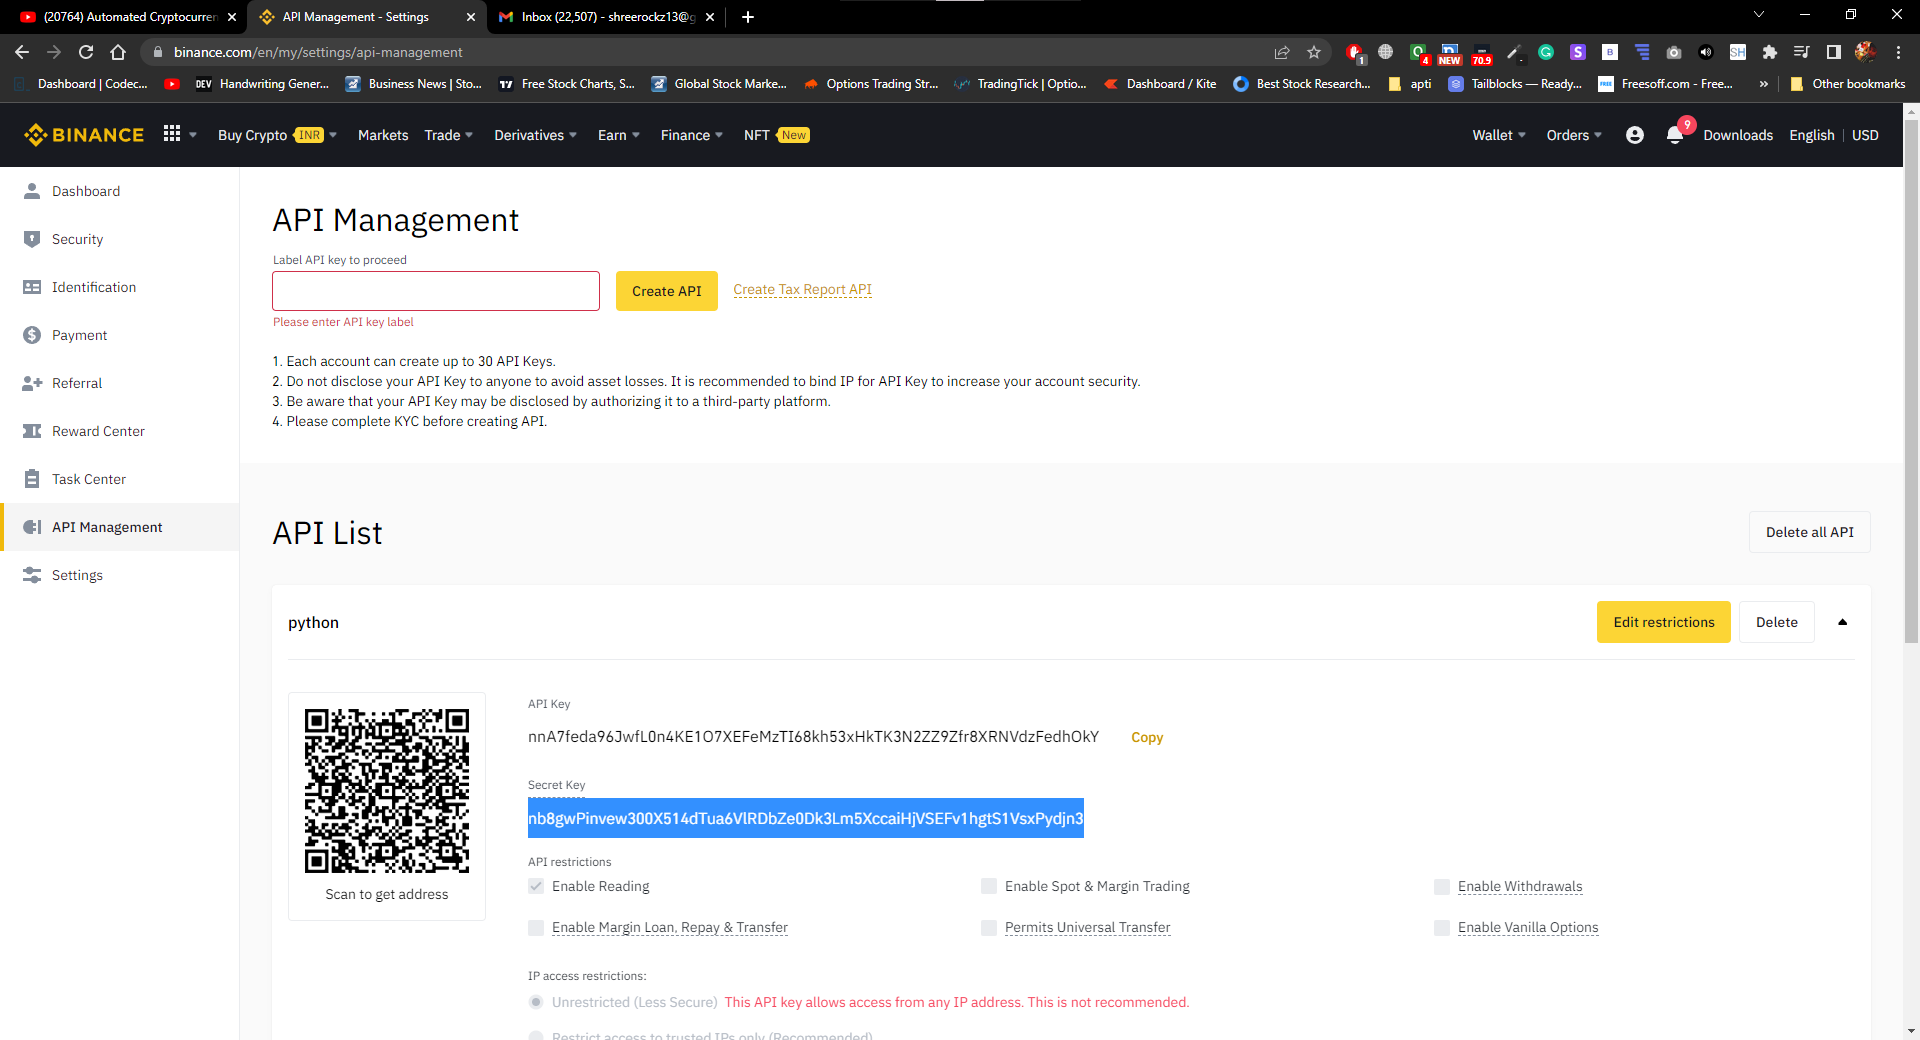 (20764) Automated Cryptocurren
API Management - Settings
Inbox (22,507) - shreerockz13@g
binance.com/en/my/settings/api-management
1
4
NEW
70.9
Dashboard | Codec...
DEV
Handwriting Gener...
Business News | Sto...
Free Stock Charts, S...
Global Stock Marke...
Options Trading Str...
TradingTick | Optio...
Dashboard / Kite
Best Stock Research...
apti
Tailblocks — Ready...
Freesoff.com - Free...
»
Other bookmarks
BINANCE
Buy Crypto INR
Markets
Trade
Derivatives
Earn
Finance
NFT New
Wallet
Orders
9
Downloads
English
USD
Dashboard
Security
Identification
Payment
Referral
Reward Center
Task Center
API Management
Settings
API Management
Label API key to proceed
Create API
Create Tax Report API
Please enter API key label
1. Each account can create up to 30 API Keys.
2. Do not disclose your API Key to anyone to avoid asset losses. It is recommended to bind IP for API Key to increase your account security.
3. Be aware that your API Key may be disclosed by authorizing it to a third-party platform.
4. Please complete KYC before creating API.
API List
Delete all API
python
Edit restrictions
Delete
Scan to get address
API Key
nnA7feda96JwfL0n4KE1O7XEFeMzTI68kh53xHkTK3N2ZZ9Zfr8XRNVdzFedhOkY
Copy
Secret Key
nb8gwPinvew300X514dTua6VlRDbZe0Dk3Lm5XccaiHjVSEFv1hgtS1VsxPydjn3
API restrictions
Enable Reading
Enable Spot & Margin Trading
Enable Withdrawals
Enable Margin Loan, Repay & Transfer
Permits Universal Transfer
Enable Vanilla Options
IP access restrictions:
Unrestricted (Less Secure) This API key allows access from any IP address. This is not recommended.
Restrict access to trusted IPs only (Recommended)